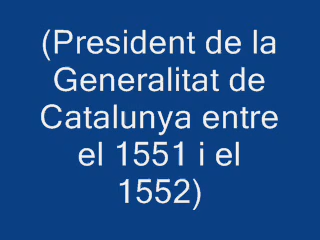 (President de la
Generalitat de
Catalunya entre
el 1551 i el
1552)